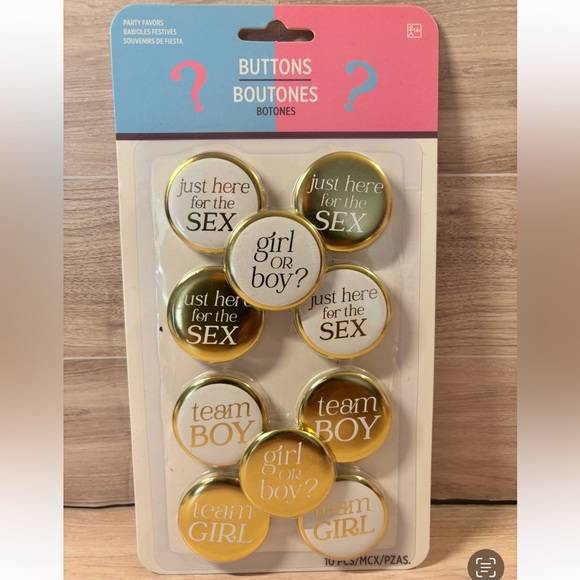 PARTY FAVORS
BABIOLES FESTIVES
SOUVENIRS DE FIESTA
?
BUTTONS
BOUTONES
BOTONES
?
just here
for the
SEX
just here
for the
SEX
girl
OR
boy?
just here
for the
SEX
just here
for the
SEX
team
BOY
team
BOY
girl
OR
boy?
team
GIRL
team
GIRL
10 PCS/MCX/PZAS.